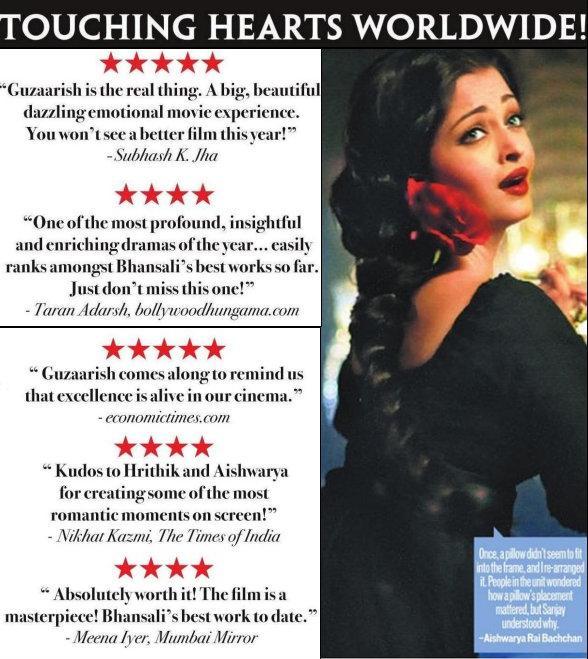 TOUCHING HEARTS WORLDWIDE!
“Guzaarish is the real thing. A big, beautiful
dazzling emotional movie experience.
You won’t see a better film this year!”
- Subhash K. Jha
“One of the most profound, insightful
and enriching dramas of the year... easily
ranks amongst Bhansali’s best works so far.
Just don’t miss this one!”
- Taran Adarsh, bollywoodhungama.com
“ Guzaarish comes along to remind us
that excellence is alive in our cinema.”
- economictimes.com
“ Kudos to Hrithik and Aishwarya
for creating some of the most
romantic moments on screen!”
- Nikhat Kazmi, The Times of India
“ Absolutely worth it! The film is a
masterpiece! Bhansali’s best work to date.”
- Meena Iyer, Mumbai Mirror
Once, a pillow didn’t seem to fit
into the frame, and I re-arranged
it. People in the unit wondered
how a pillow’s placement
mattered, but Sanjay
understood why.
–Aishwarya Rai Bachchan